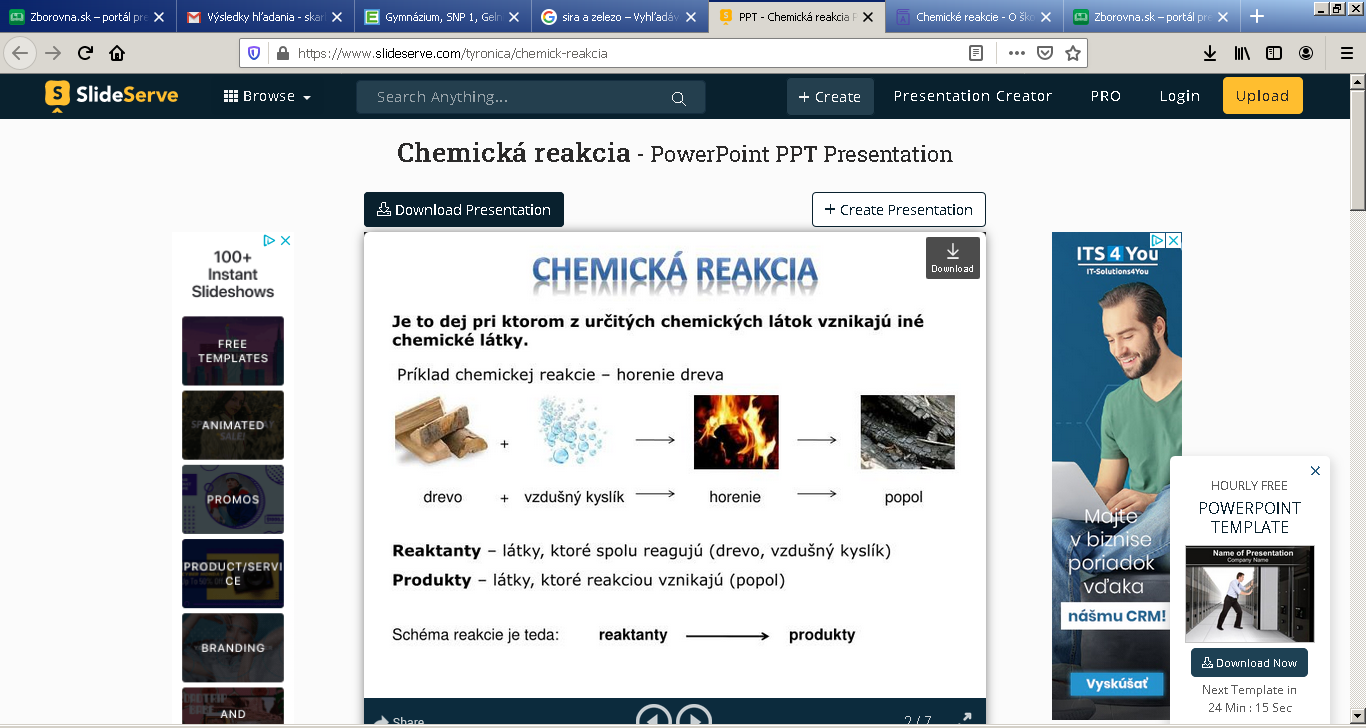 Zborovna.sk – portál pre
Výsledky hľadania - skar
Gymnázium, SNP 1, Geln
sira a zelezo – Vyhľadáv
PPT - Chemická reakcia P
Chemické reakcie - O ško
Zborovna.sk – portál pre
https://www.slideserve.com/tyronica/chemick-reakcia
SlideServe
Browse
Search Anything...
+ Create
Presentation Creator
PRO
Login
Upload
Chemická reakcia - PowerPoint PPT Presentation
Download Presentation
+ Create Presentation
100+
Instant
Slideshows
FREE
TEMPLATES
ANIMATED
PROMOS
PRODUCT/SERVI
CE
BRANDING
AND
CHEMICKÁ REAKCIA
Download
Je to dej pri ktorom z určitých chemických látok vznikajú iné
chemické látky.
Príklad chemickej reakcie – horenie dreva
+
drevo + vzdušný kyslík horenie popol
Reaktanty – látky, ktoré spolu reagujú (drevo, vzdušný kyslík)
Produkty – látky, ktoré reakciou vznikajú (popol)
Schéma reakcie je teda: reaktanty produkty
Share
2 / 7
ITS 4 You
IT-Solutions4You
Majte
v biznise
poriadok
vďaka
nášmu CRM!
Vyskúšať
HOURLY FREE
POWERPOINT
TEMPLATE
Name of Presentation
Company Name
Download Now
Next Template in
24 Min : 15 Sec